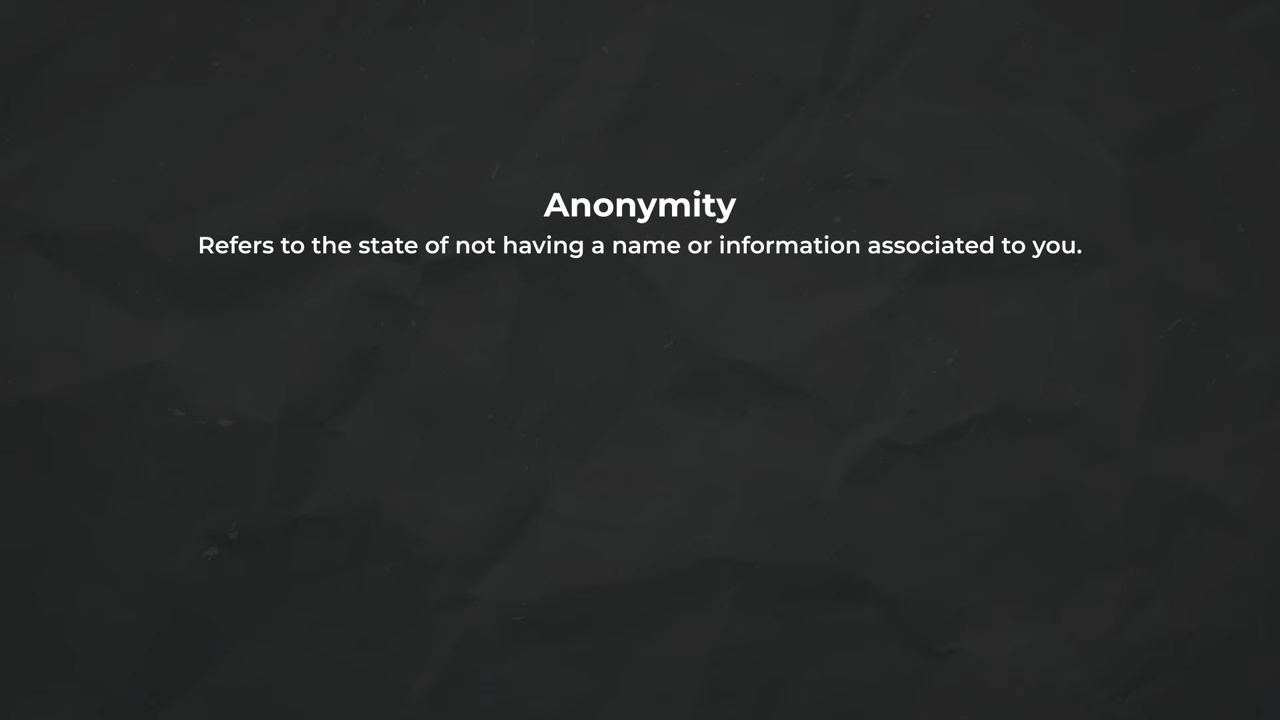 Anonymity
Refers to the state of not having a name or information associated to you.